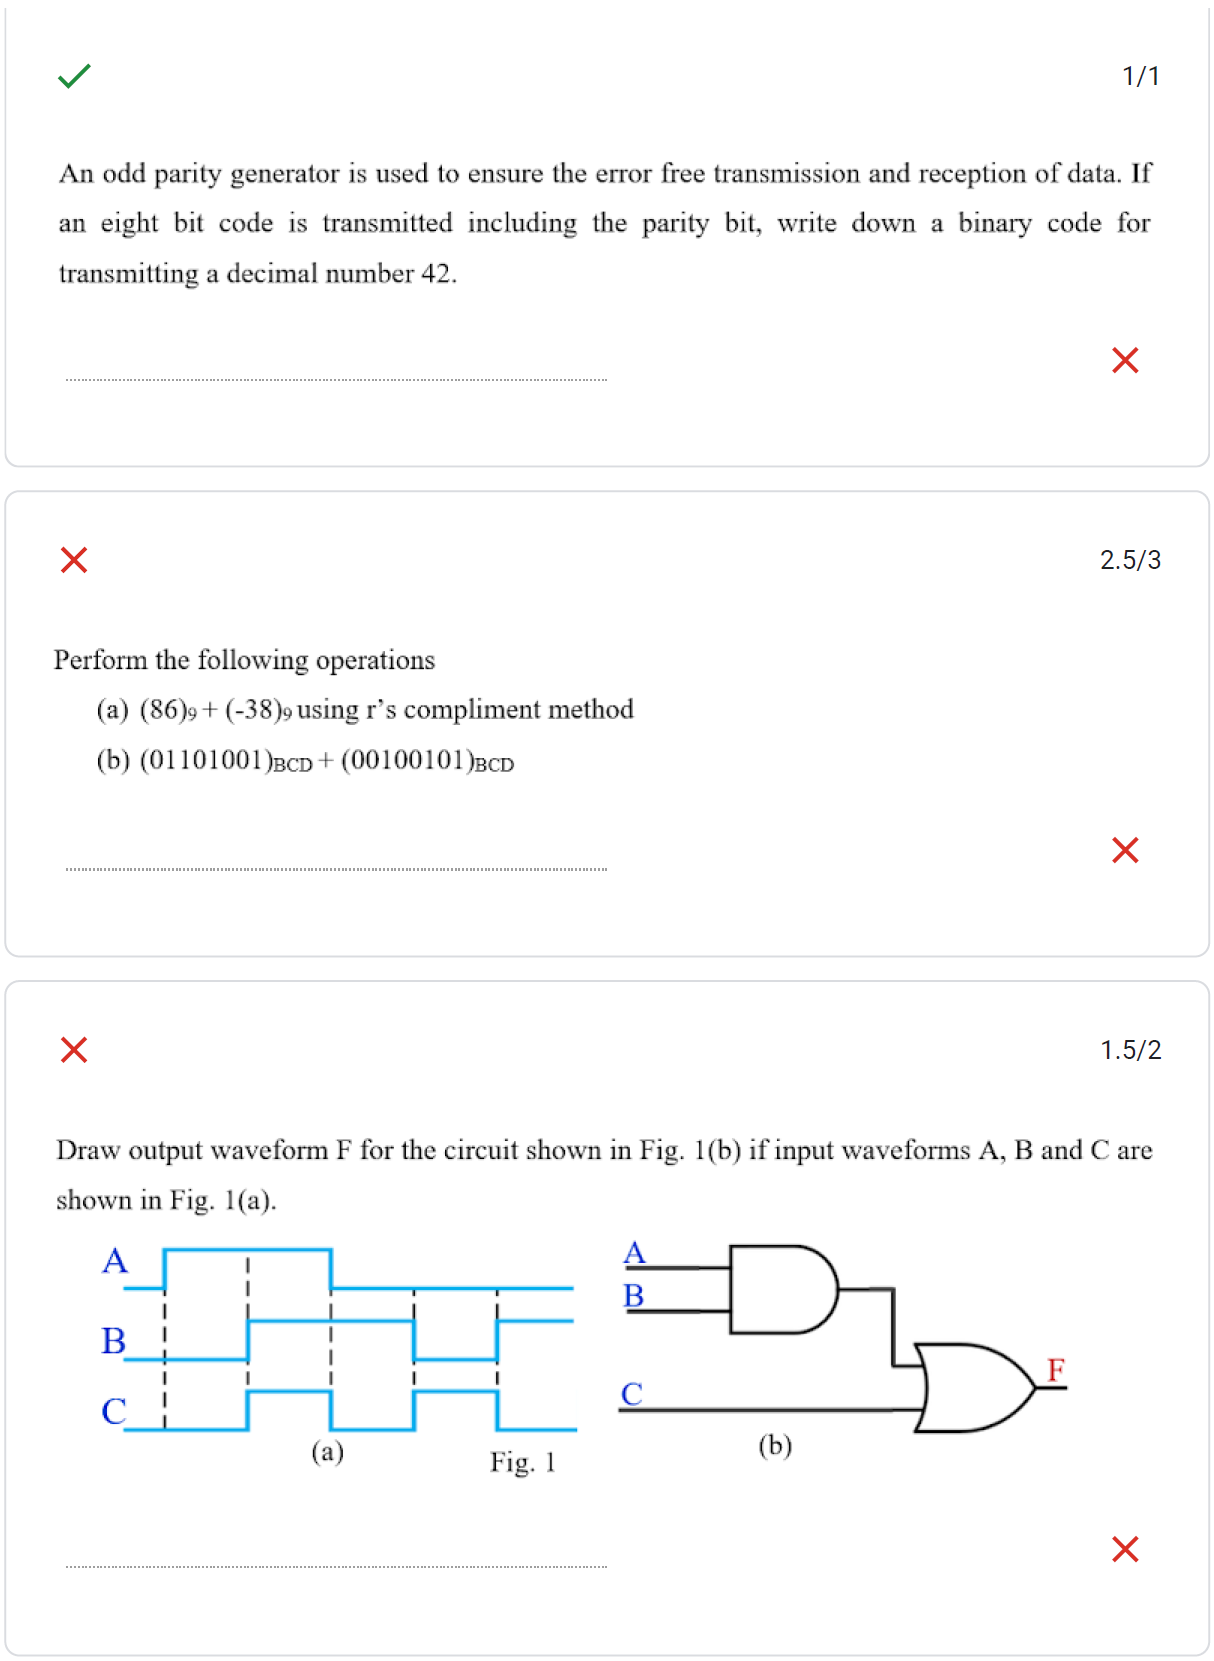 1/1
An odd parity generator is used to ensure the error free transmission and reception of data. If
an eight bit code is transmitted including the parity bit, write down a binary code for
transmitting a decimal number 42.
2.5/3
Perform the following operations
(a) (86)₉ + (-38)₉ using r’s compliment method
(b) (01101001)BCD + (00100101)BCD
1.5/2
Draw output waveform F for the circuit shown in Fig. 1(b) if input waveforms A, B and C are
shown in Fig. 1(a).
A
B
C
(a)
Fig. 1
A
B
C
F
(b)